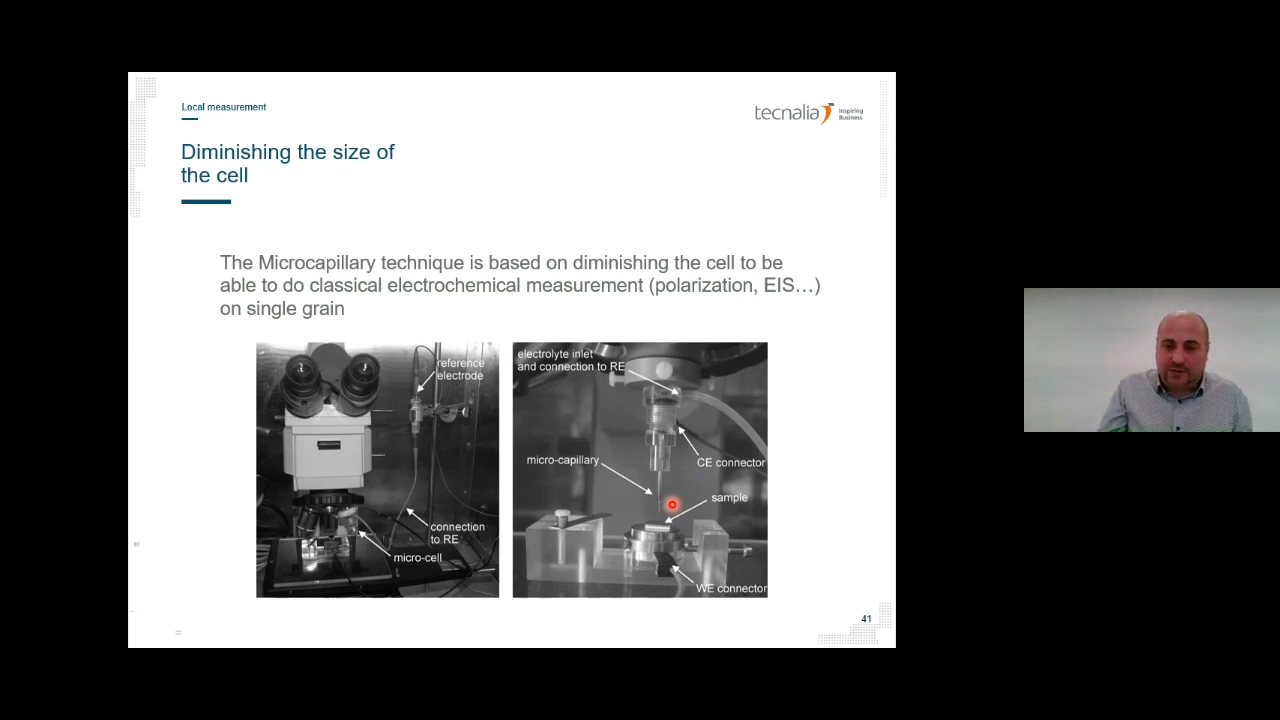 Local measurement
tecnalia
Inspiring
Business
Diminishing the size of
the cell
The Microcapillary technique is based on diminishing the cell to be
able to do classical electrochemical measurement (polarization, EIS…)
on single grain
reference
electrode
connection
to RE
micro-cell
electrolyte inlet
and connection to RE
CE connector
micro-capillary
sample
WE connector
41